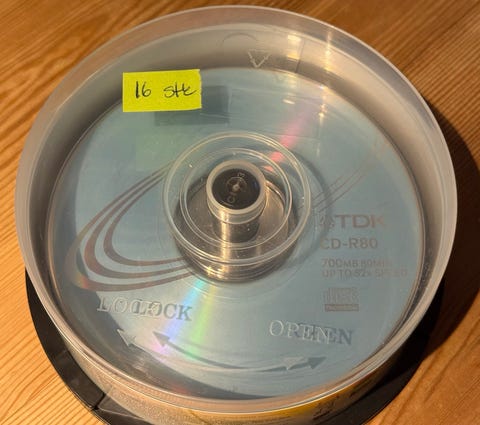 16 stk
TDK
CD-R80
700MB 80MIN
UP TO 52x SPEED
LOCK
OPEN